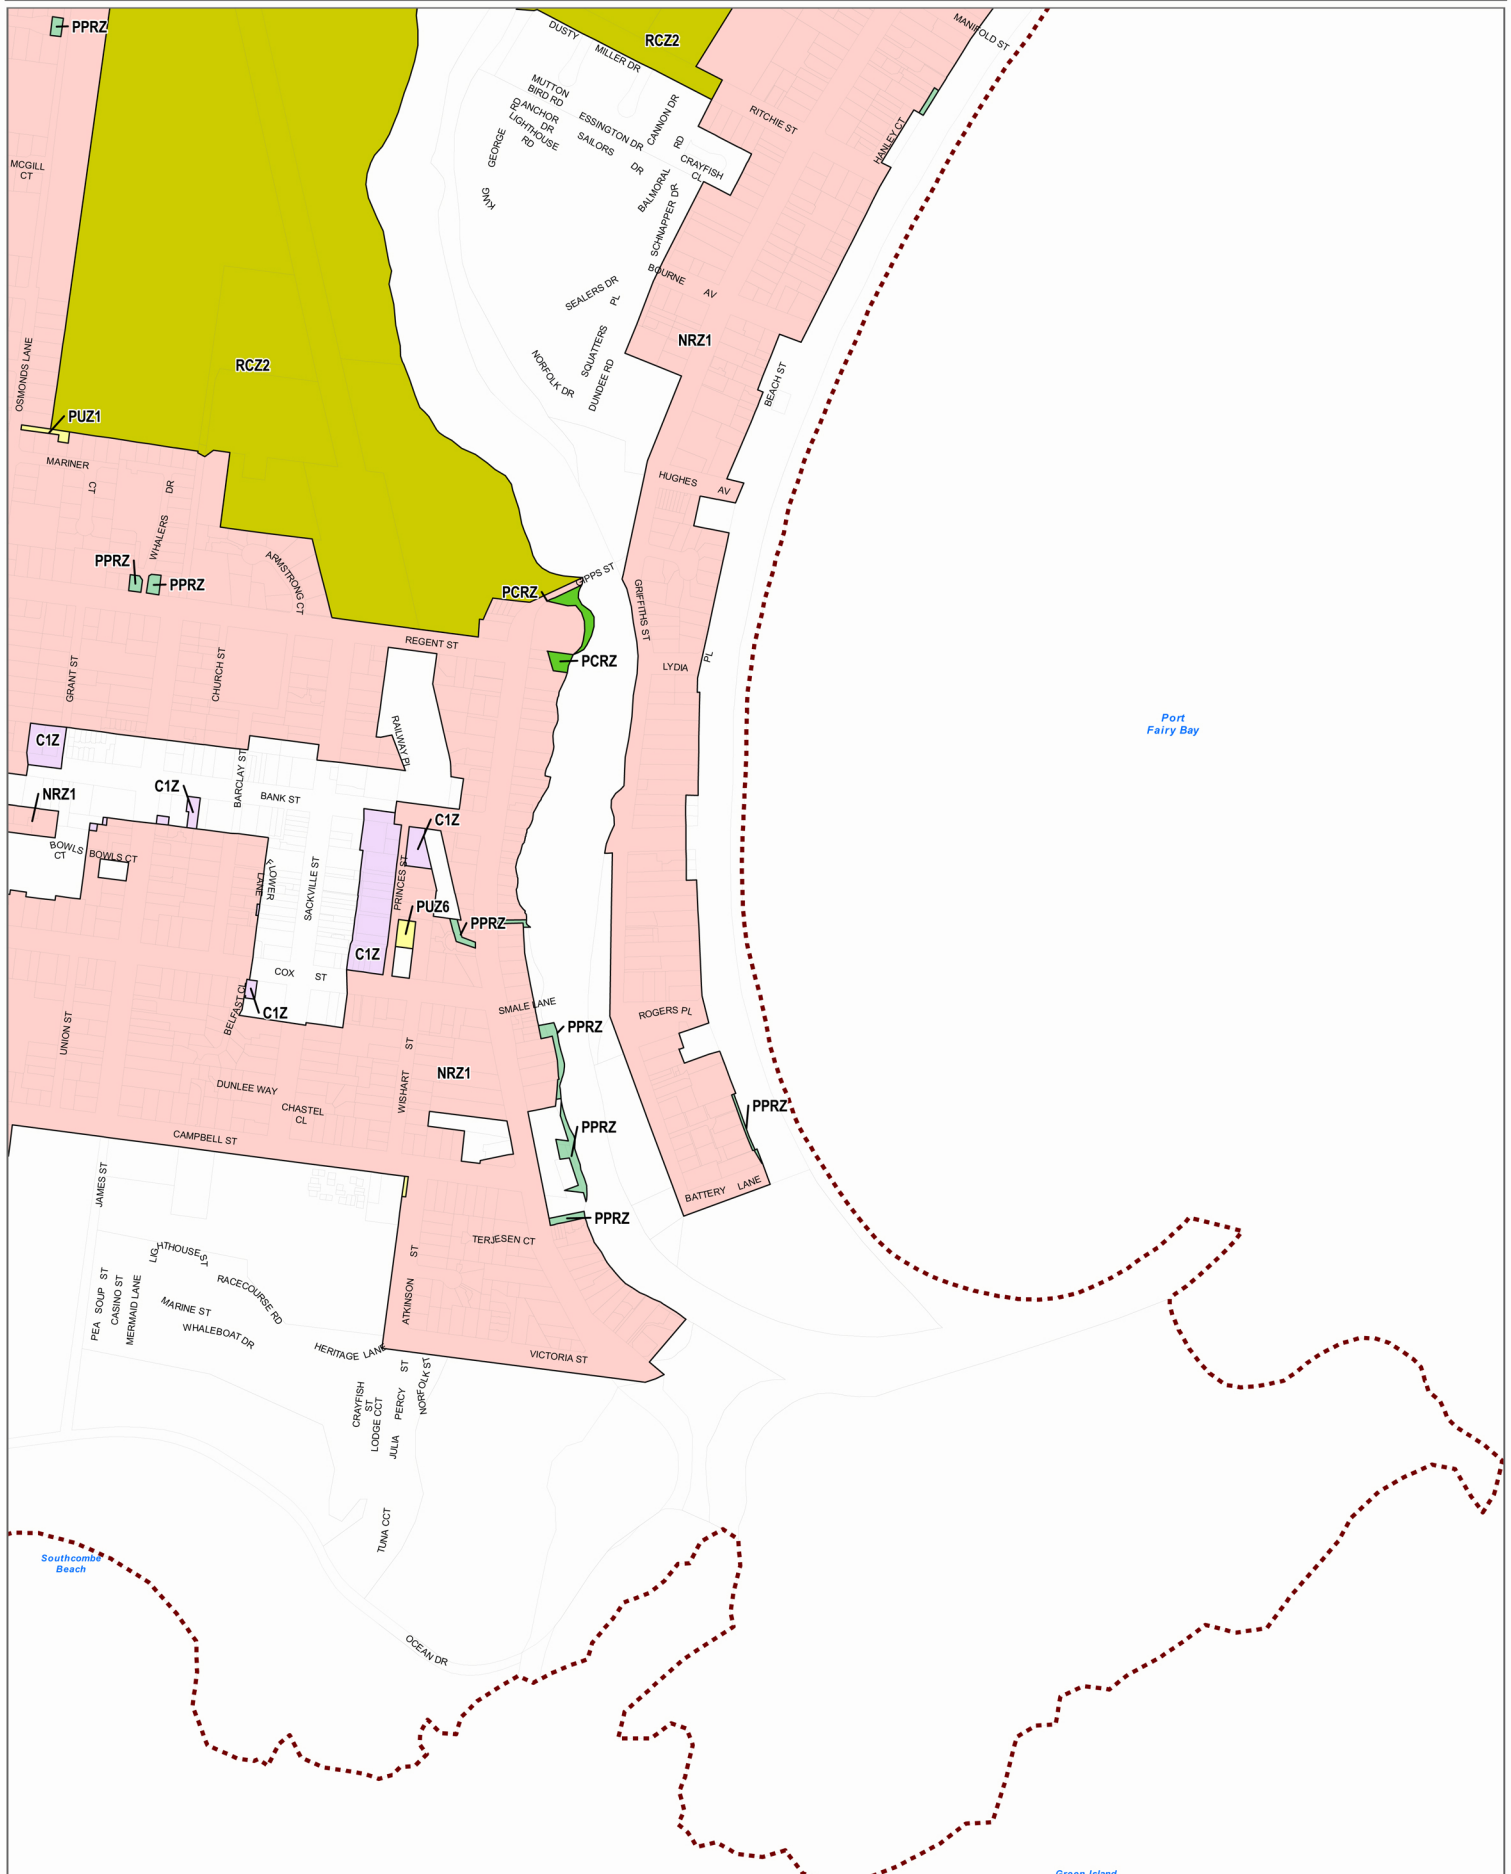 PPRZ
RCZ2
MANIFOLD ST
DUSTY
MILLER DR
MUTTON
BIRD RD
ANCHOR
DR
RD
LIGHTHOUSE
RD
ESSINGTON DR
SAILORS
DR
CANNON DR
RD
BALMORAL
CRAYFISH
CL
RITCHIE ST
HANLEY CT
GEORGE
KING
SCHNAPPER DR
MCGILL
CT
BOURNE
AV
SEALERS DR
PL
SQUATTERS
NORFOLK DR
DUNDEE RD
NRZ1
BEACH ST
RCZ2
OSMONDS LANE
PUZ1
MARINER
CT
DR
WHALERS
HUGHES
AV
PPRZ
PPRZ
ARMSTRONG CT
PCRZ
GIPPS ST
GRIFFITHS ST
REGENT ST
PCRZ
LYDIA
PL
GRANT ST
CHURCH ST
RAILWAY PL
Port
Fairy Bay
C1Z
BARCLAY ST
BANK ST
C1Z
NRZ1
C1Z
BOWLS
CT
BOWLS CT
FLOWER
LANE
SACKVILLE ST
PRINCES ST
PUZ6
PPRZ
C1Z
COX
ST
C1Z
BELFAST CL
SMALE LANE
ROGERS PL
UNION ST
PPRZ
ST
WISHART
NRZ1
DUNLEE WAY
CHASTEL
CL
PPRZ
PPRZ
CAMPBELL ST
JAMES ST
BATTERY
LANE
PPRZ
TERJESEN CT
LIGHTHOUSE ST
ST
ATKINSON
PEA SOUP ST
CASINO ST
MERMAID LANE
RACECOURSE RD
MARINE ST
WHALEBOAT DR
HERITAGE LANE
VICTORIA ST
CRAYFISH
ST
LODGE CCT
JULIA PERCY ST
NORFOLK ST
TUNA CCT
Southcombe
Beach
OCEAN DR
Green Island